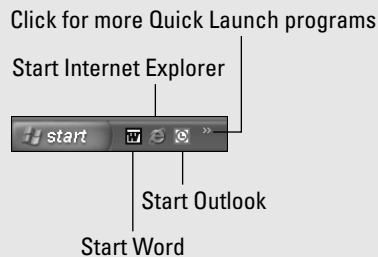 Click for more Quick Launch programs
Start Internet Explorer
start W e »
Start Outlook
Start Word